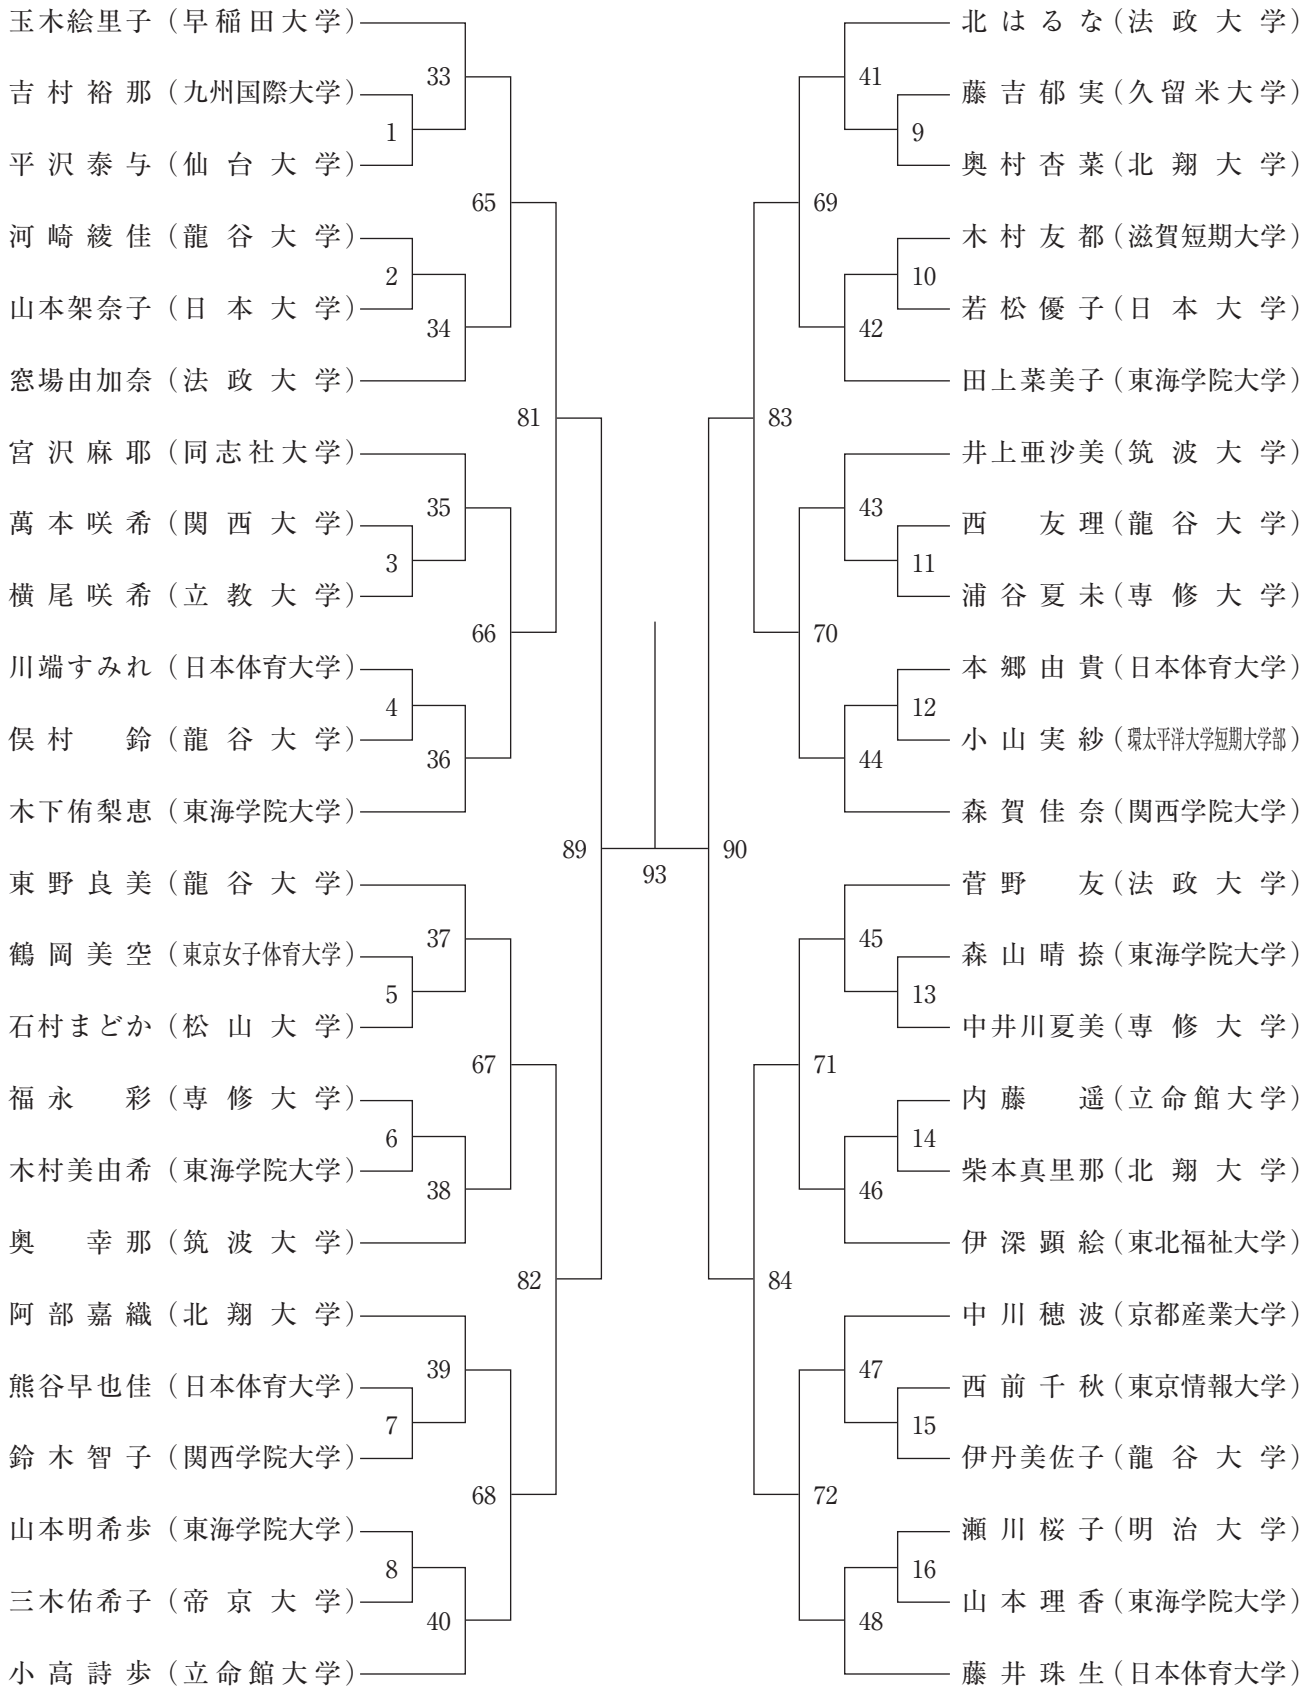 玉木絵里子（早稲田大学）
33
吉村裕那（九州国際大学）
1
平沢泰与（仙台大学）
65
河崎綾佳（龍谷大学）
2
山本架奈子（日本大学）
34
窓場由加奈（法政大学）
81
宮沢麻耶（同志社大学）
35
萬本咲希（関西大学）
3
横尾咲希（立教大学）
66
川端すみれ（日本体育大学）
4
俣村鈴（龍谷大学）
36
木下侑梨恵（東海学院大学）
89
東野良美（龍谷大学）
37
鶴岡美空（東京女子体育大学）
5
石村まどか（松山大学）
67
福永彩（専修大学）
6
木村美由希（東海学院大学）
38
奥幸那（筑波大学）
82
阿部嘉織（北翔大学）
39
熊谷早也佳（日本体育大学）
7
鈴木智子（関西学院大学）
68
山本明希歩（東海学院大学）
8
三木佑希子（帝京大学）
40
小高詩歩（立命館大学）
93
北はるな（法政大学）
41
藤吉郁実（久留米大学）
9
奥村杏菜（北翔大学）
69
木村友都（滋賀短期大学）
10
若松優子（日本大学）
42
田上菜美子（東海学院大学）
83
井上亜沙美（筑波大学）
43
西友理（龍谷大学）
11
浦谷夏未（専修大学）
70
本郷由貴（日本体育大学）
12
小山実紗（環太平洋大学短期大学部）
44
森賀佳奈（関西学院大学）
90
菅野友（法政大学）
45
森山晴捺（東海学院大学）
13
中井川夏美（専修大学）
71
内藤遥（立命館大学）
14
柴本真里那（北翔大学）
46
伊深顕絵（東北福祉大学）
84
中川穂波（京都産業大学）
47
西前千秋（東京情報大学）
15
伊丹美佐子（龍谷大学）
72
瀬川桜子（明治大学）
16
山本理香（東海学院大学）
48
藤井珠生（日本体育大学）